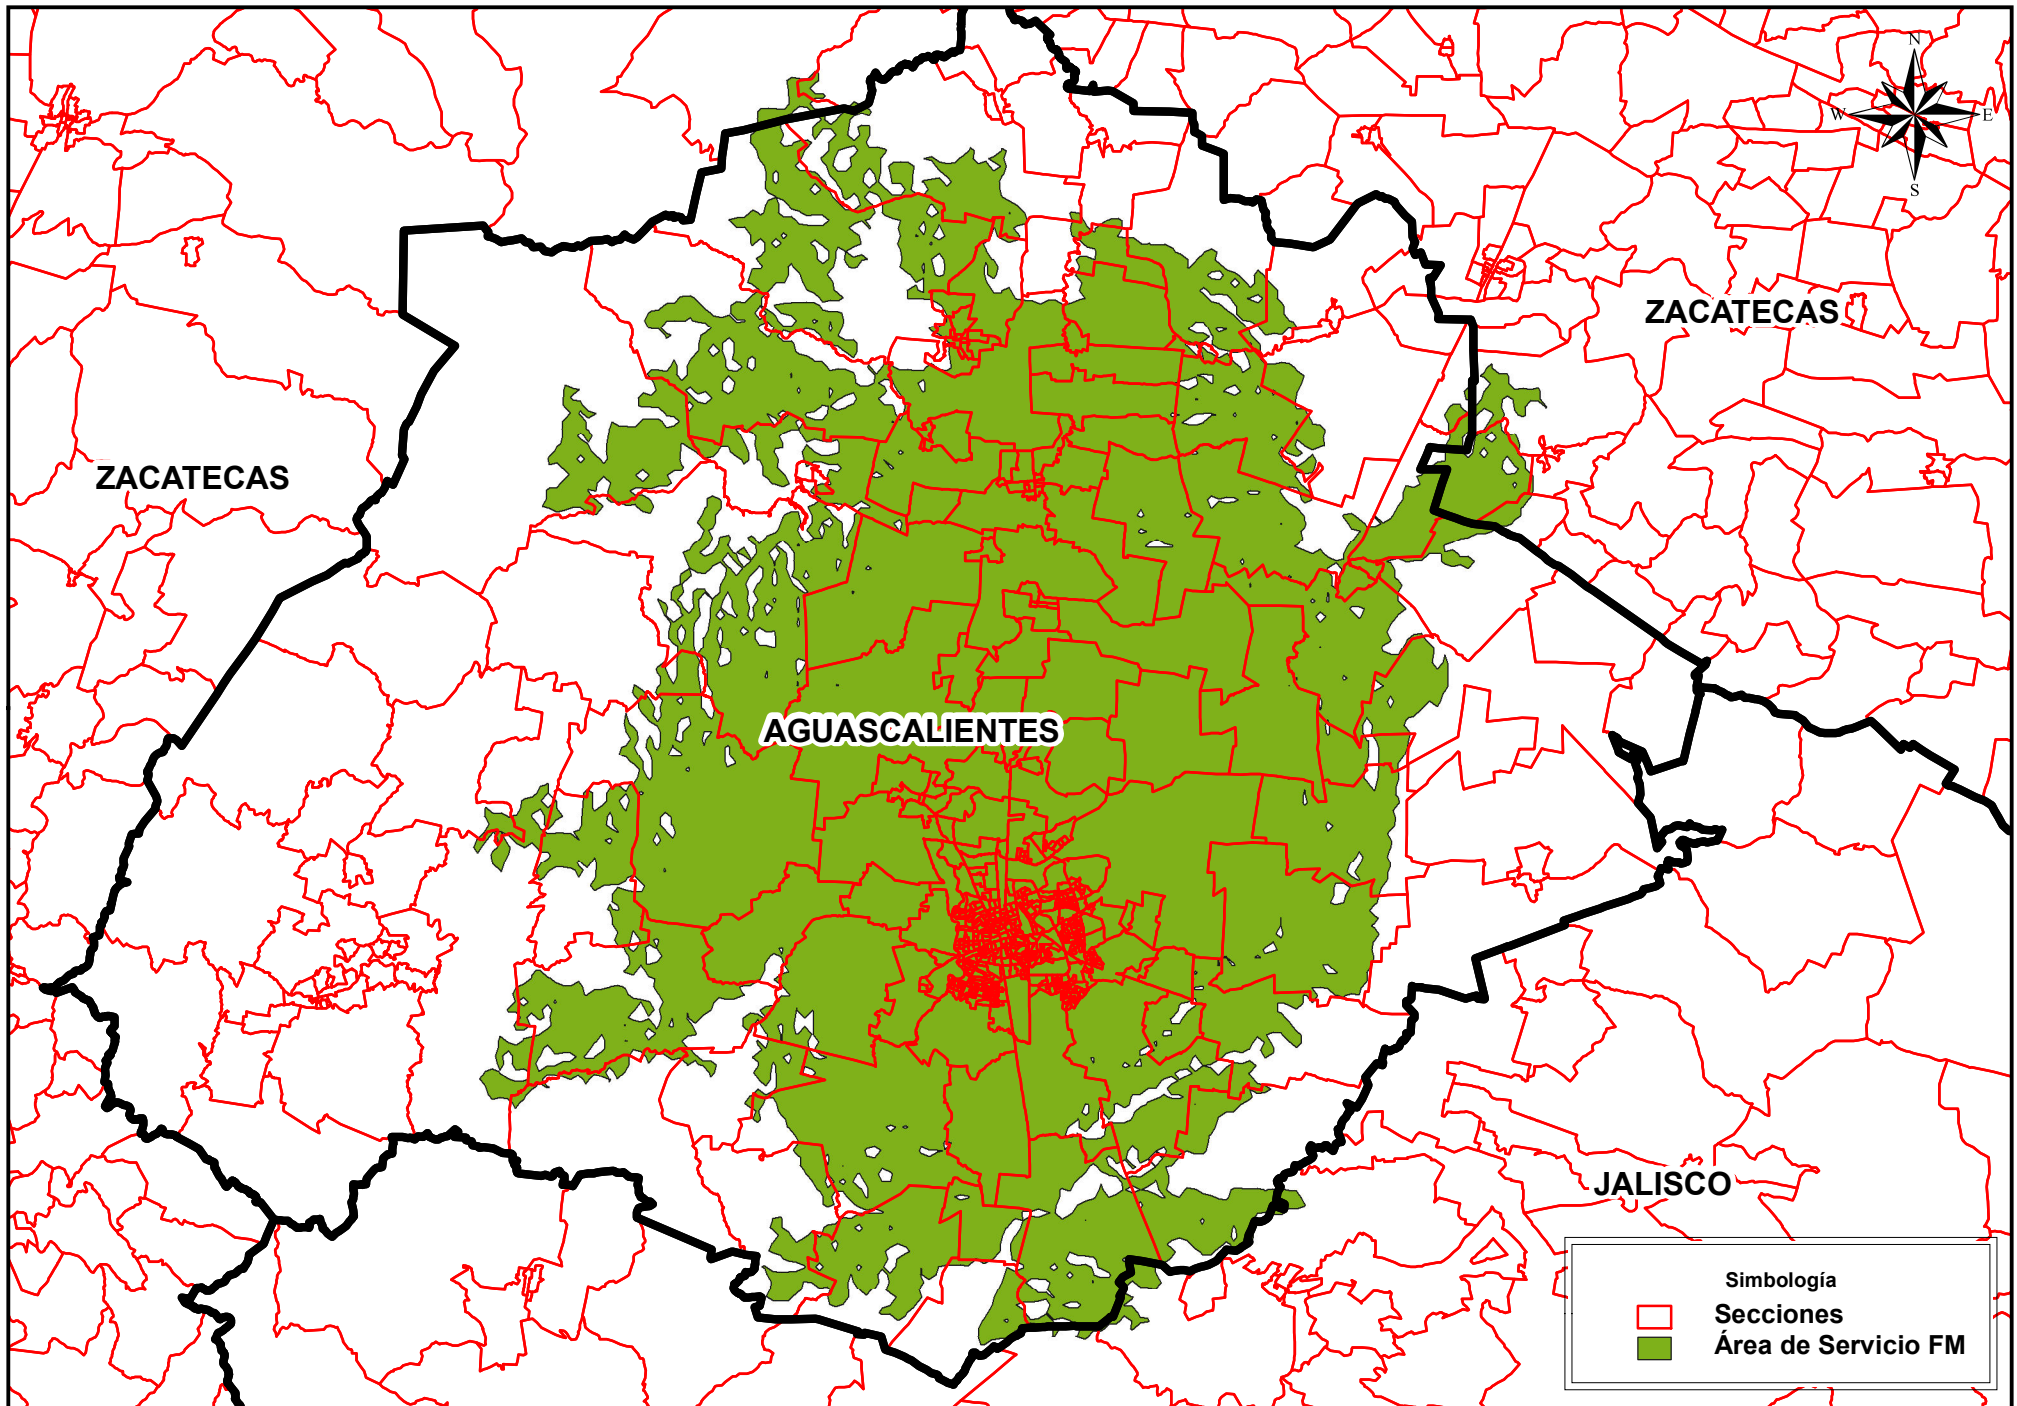 N
W
E
S
ZACATECAS
ZACATECAS
AGUASCALIENTES
JALISCO
Simbología
Secciones
Área de Servicio FM